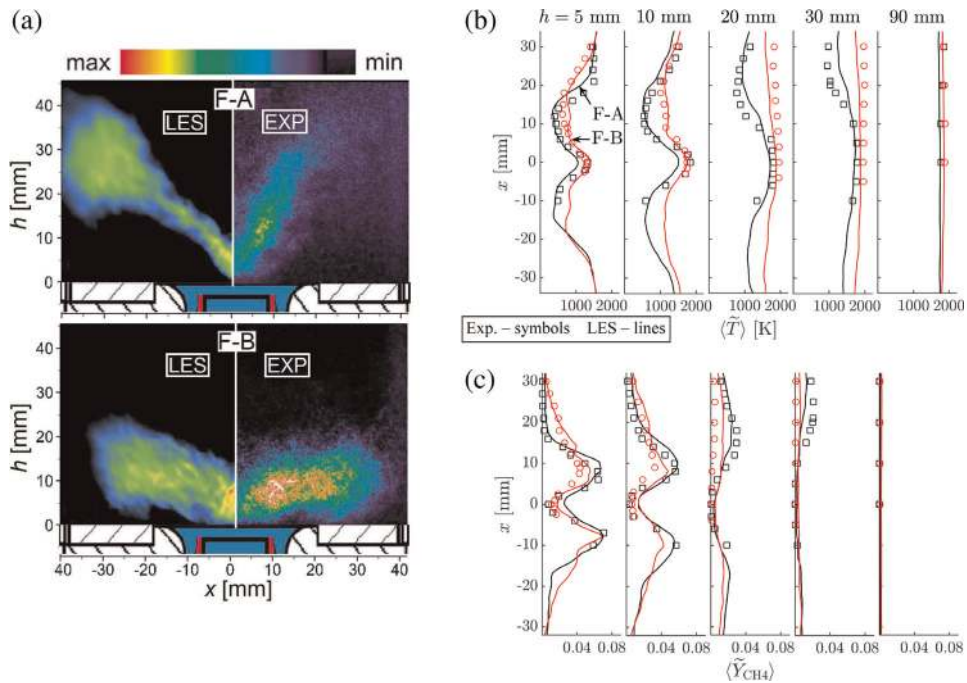 (a)
max
min
F-A
LES
EXP
40
30
20
10
0
h [mm]
F-B
LES
EXP
40
30
20
10
0
h [mm]
40 -30 -20 -10 0 10 20 30 40
x [mm]
(b)
h = 5 mm 10 mm 20 mm 30 mm 90 mm
30
20
10
0
-10
-20
-30
x [mm]
F-A
F-B
1000 2000 1000 2000 1000 2000 1000 2000 1000 2000
⟨T̃⟩ [K]
Exp. – symbols LES – lines
(c)
30
20
10
0
-10
-20
-30
x [mm]
0.04 0.08 0.04 0.08 0.04 0.08 0.04 0.08 0.04 0.08
⟨ỸCH4⟩